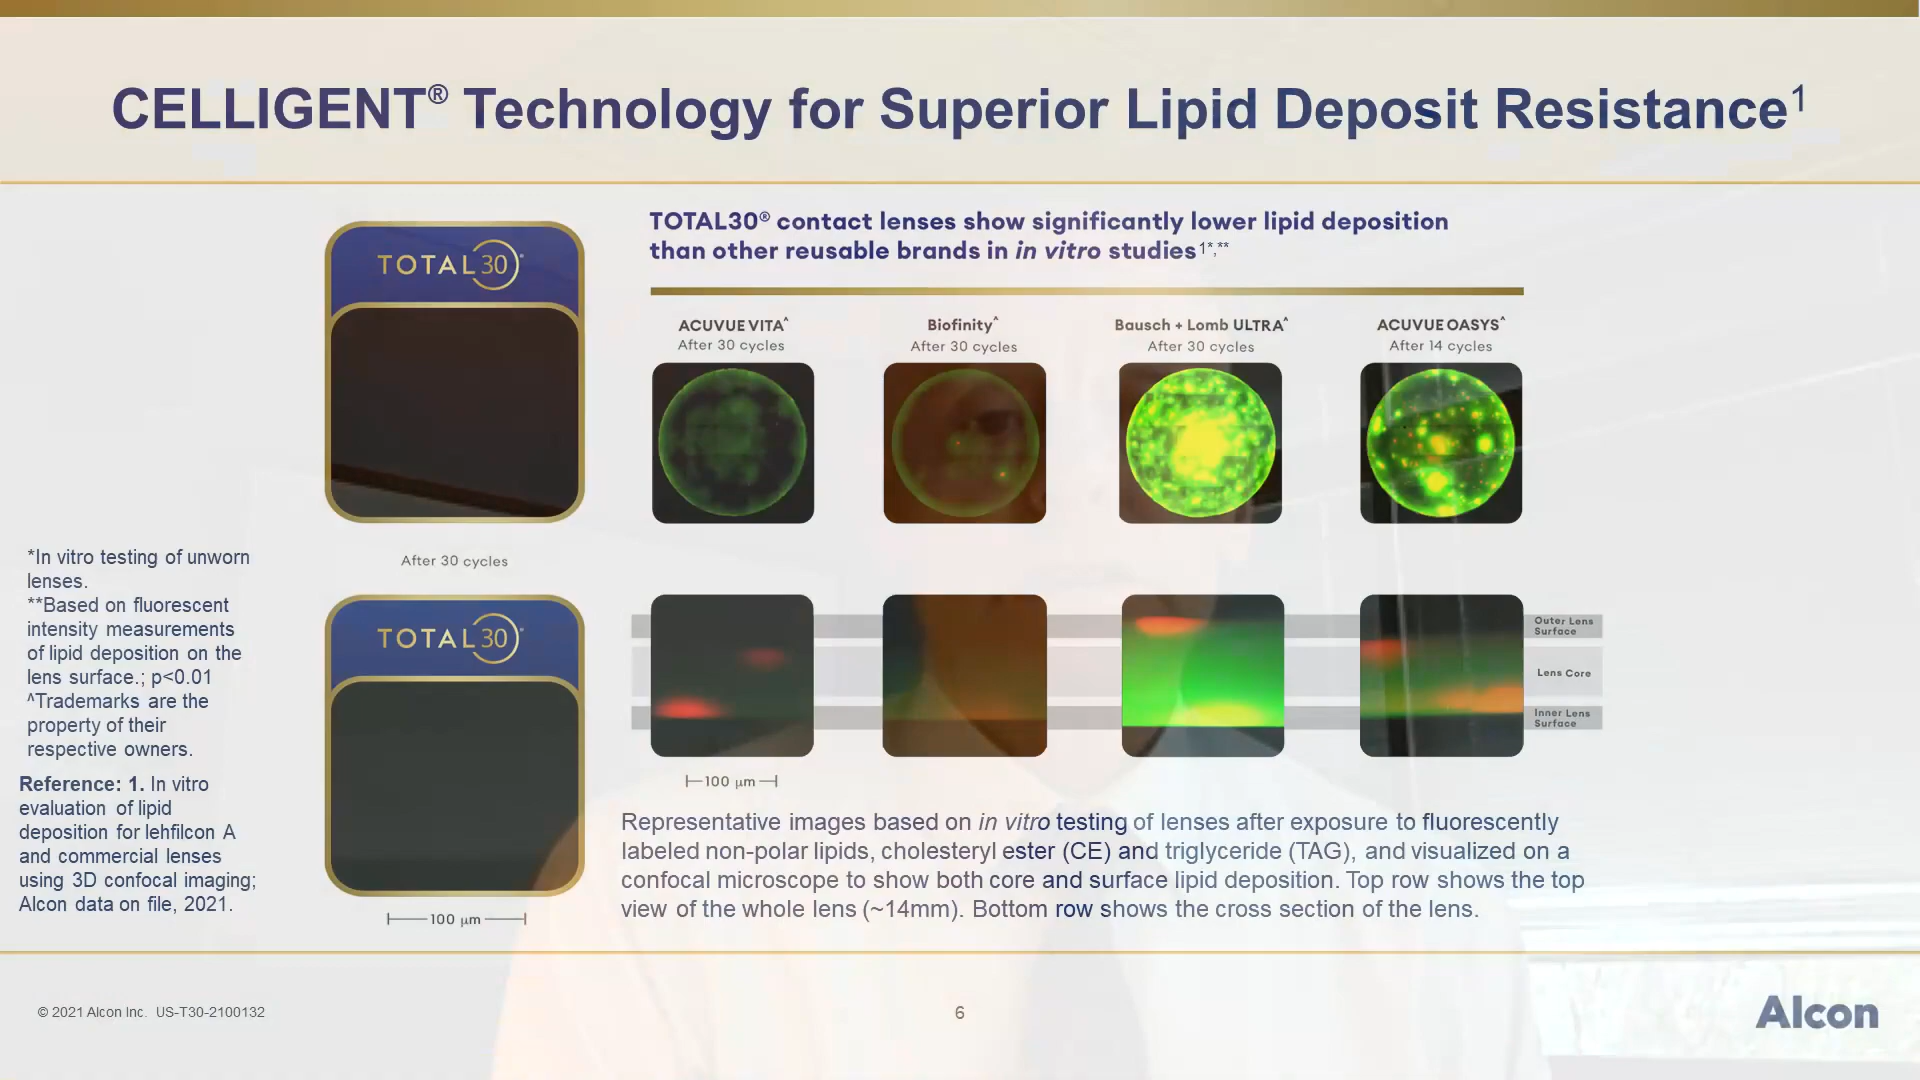 CELLIGENT® Technology for Superior Lipid Deposit Resistance1
TOTAL30® contact lenses show significantly lower lipid deposition
than other reusable brands in in vitro studies1*,**
TOTAL30®
ACUVUE VITA^
After 30 cycles
Biofinity^
After 30 cycles
Bausch + Lomb ULTRA^
After 30 cycles
ACUVUE OASYS^
After 14 cycles
After 30 cycles
TOTAL30®
Outer Lens
Surface
Lens Core
Inner Lens
Surface
100 µm
100 µm
*In vitro testing of unworn
lenses.
**Based on fluorescent
intensity measurements
of lipid deposition on the
lens surface.; p<0.01
^Trademarks are the
property of their
respective owners.
Reference: 1. In vitro
evaluation of lipid
deposition for lehfilcon A
and commercial lenses
using 3D confocal imaging;
Alcon data on file, 2021.
Representative images based on in vitro testing of lenses after exposure to fluorescently
labeled non-polar lipids, cholesteryl ester (CE) and triglyceride (TAG), and visualized on a
confocal microscope to show both core and surface lipid deposition. Top row shows the top
view of the whole lens (~14mm). Bottom row shows the cross section of the lens.
© 2021 Alcon Inc. US-T30-2100132
6
Alcon